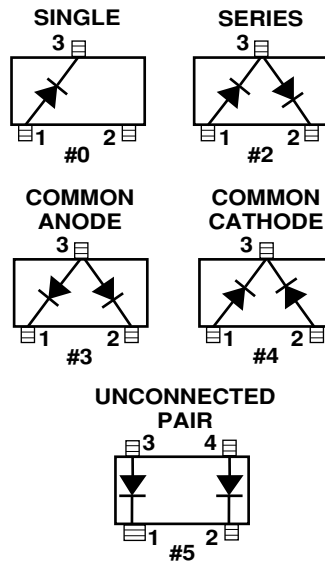 SINGLE
3
1 2
#0
SERIES
3
1 2
#2
COMMON
ANODE
3
1 2
#3
COMMON
CATHODE
3
1 2
#4
UNCONNECTED
PAIR
3 4
1 2
#5